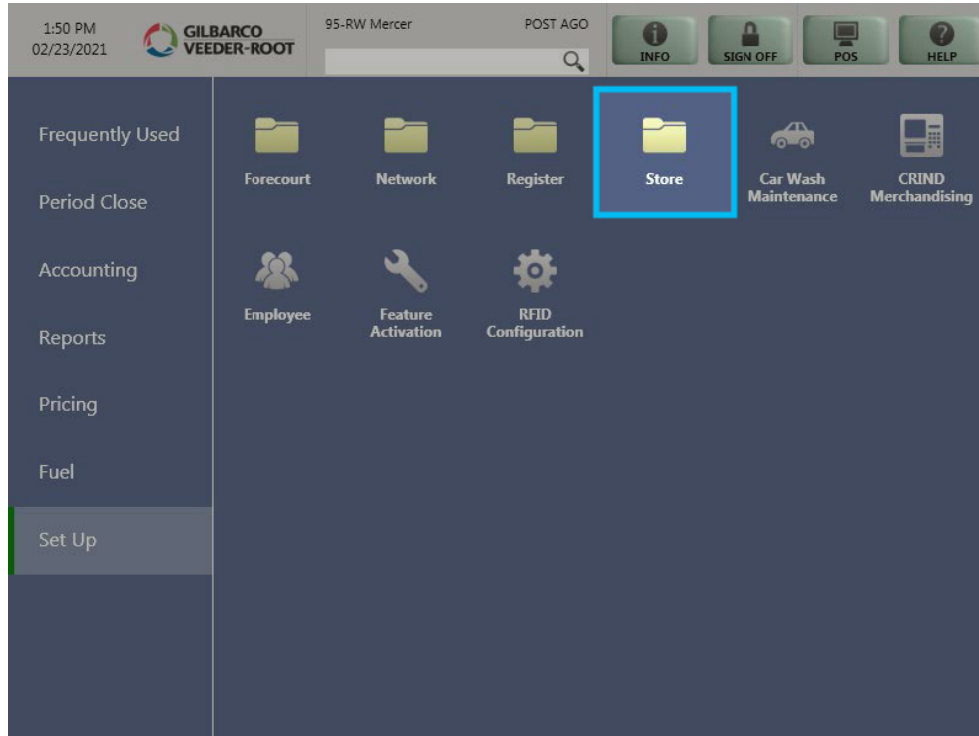 1:50 PM
02/23/2021
GILBARCO
VEEDER-ROOT
95-RW Mercer
POST AGO
INFO
SIGN OFF
POS
HELP
Frequently Used
Period Close
Accounting
Reports
Pricing
Fuel
Set Up
Forecourt
Network
Register
Store
Car Wash
Maintenance
CRIND
Merchandising
Employee
Feature
Activation
RFID
Configuration